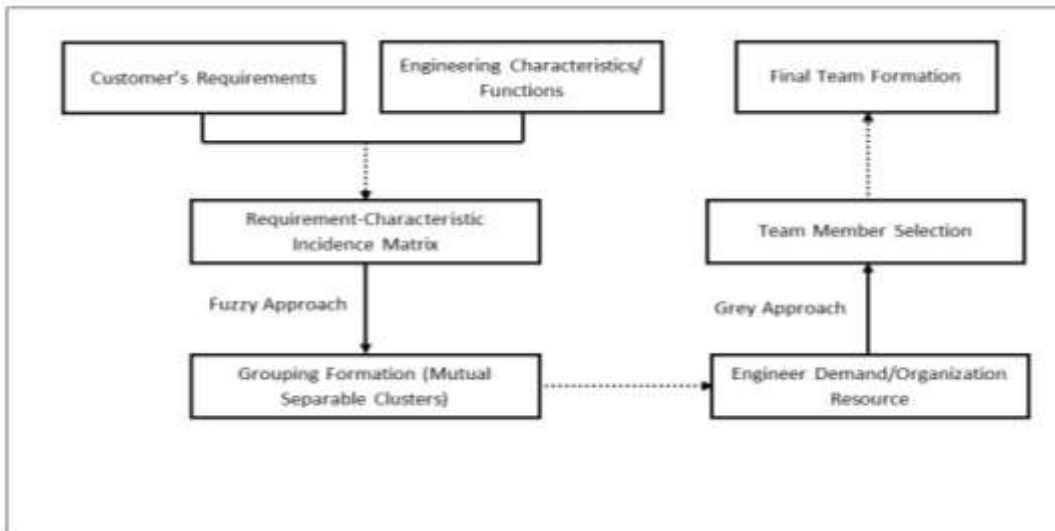 Customer's Requirements
Engineering Characteristics/
Functions
Final Team Formation
Requirement-Characteristic
Incidence Matrix
Team Member Selection
Fuzzy Approach
Grey Approach
Grouping Formation (Mutual
Separable Clusters)
Engineer Demand/Organization
Resource